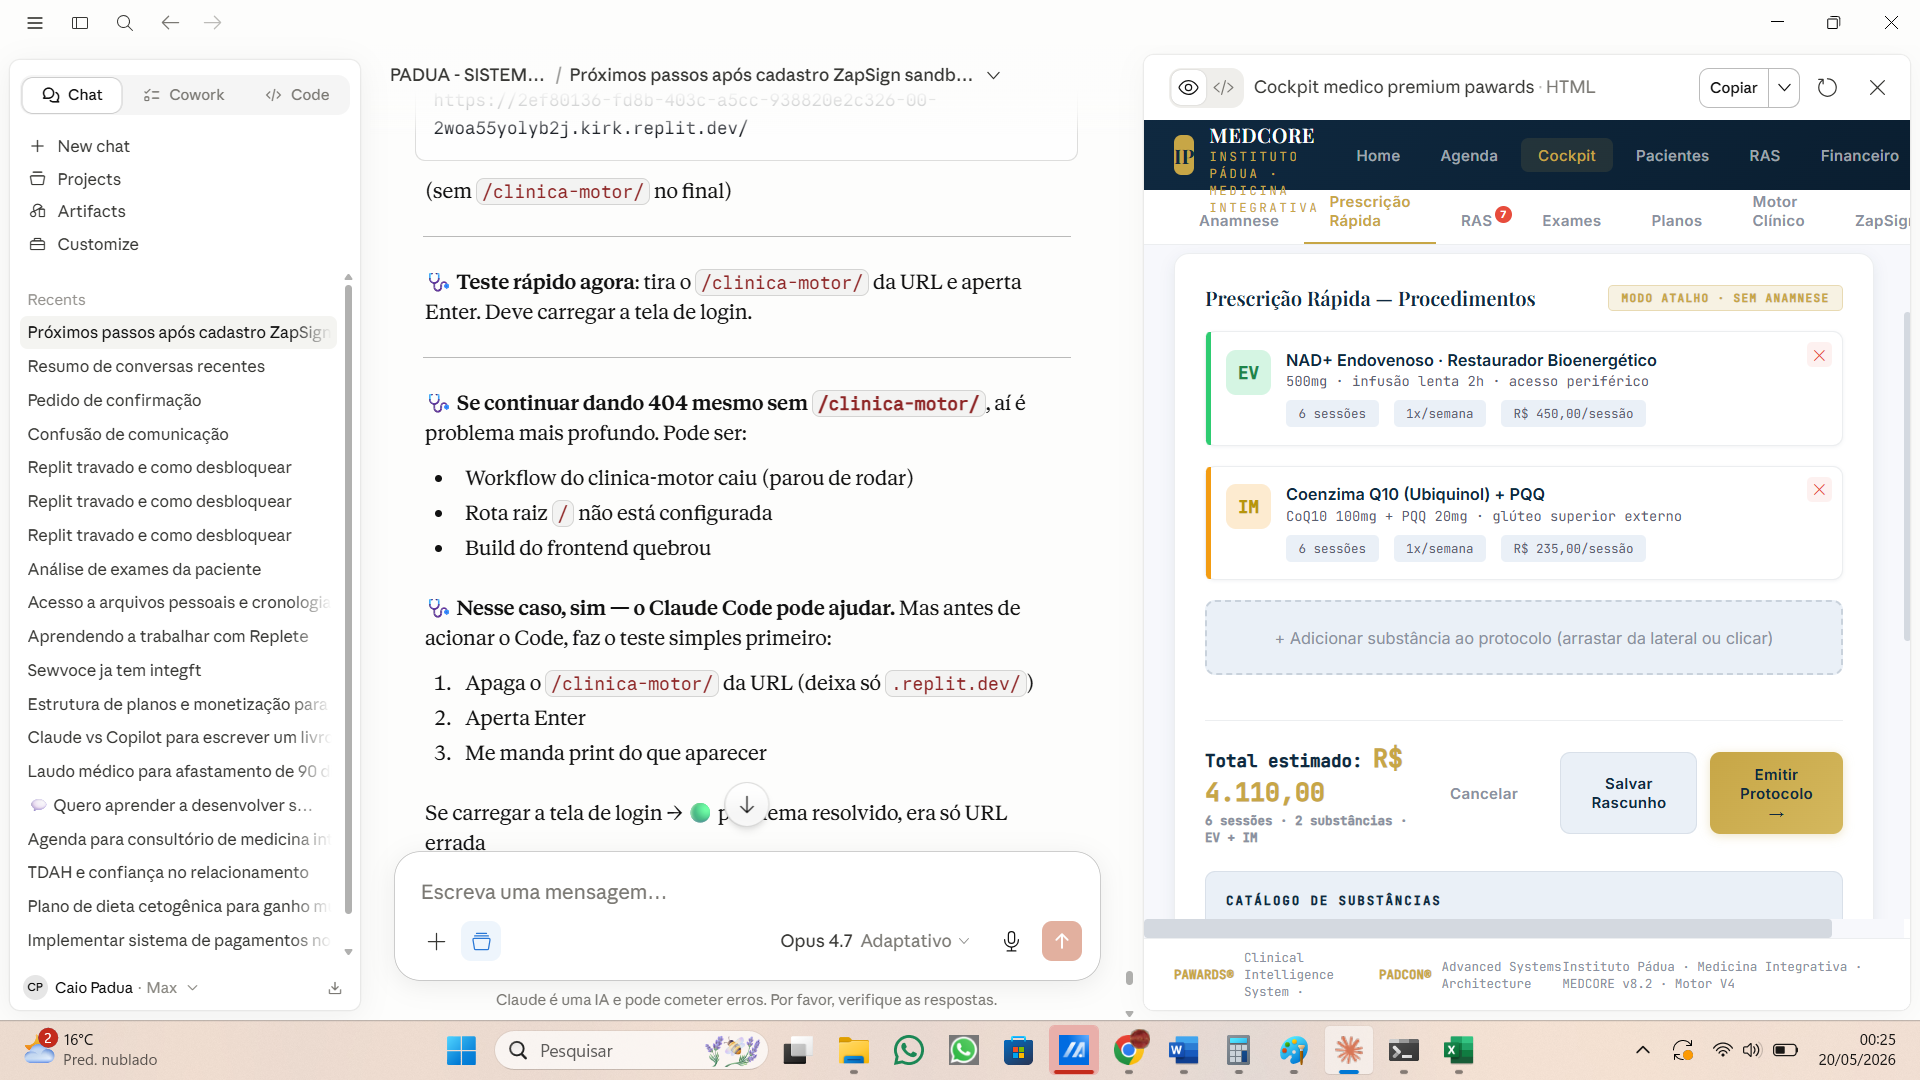 Chat
Cowork
Code
New chat
Projects
Artifacts
Customize
Recents
Próximos passos após cadastro ZapSign
Resumo de conversas recentes
Pedido de confirmação
Confusão de comunicação
Replit travado e como desbloquear
Replit travado e como desbloquear
Replit travado e como desbloquear
Análise de exames da paciente
Acesso a arquivos pessoais e cronologia
Aprendendo a trabalhar com Replete
Sewvoce ja tem integft
Estrutura de planos e monetização para
Claude vs Copilot para escrever um livro
Laudo médico para afastamento de 90 d
Quero aprender a desenvolver s…
Agenda para consultório de medicina in
TDAH e confiança no relacionamento
Plano de dieta cetogênica para ganho m
Implementar sistema de pagamentos no
CP Caio Padua · Max
PADUA - SISTEM… / Próximos passos após cadastro ZapSign sandb…
https://2ef80136-fd8b-403c-a5cc-938820e2c326-00-
2woa55yolyb2j.kirk.replit.dev/
(sem /clinica-motor/ no final)
Teste rápido agora: tira o /clinica-motor/ da URL e aperta
Enter. Deve carregar a tela de login.
Se continuar dando 404 mesmo sem /clinica-motor/, aí é
problema mais profundo. Pode ser:
• Workflow do clinica-motor caiu (parou de rodar)
• Rota raiz / não está configurada
• Build do frontend quebrou
Nesse caso, sim — o Claude Code pode ajudar. Mas antes de
acionar o Code, faz o teste simples primeiro:
1. Apaga o /clinica-motor/ da URL (deixa só .replit.dev/)
2. Aperta Enter
3. Me manda print do que aparecer
Se carregar a tela de login → p ema resolvido, era só URL
errada
Escreva uma mensagem…
Opus 4.7 Adaptativo
Claude é uma IA e pode cometer erros. Por favor, verifique as respostas.
Cockpit medico premium pawards · HTML
Copiar
IP
MEDCORE
INSTITUTO
PÁDUA ·
MEDICINA
INTEGRATIVA
Home
Agenda
Cockpit
Pacientes
RAS
Financeiro
Anamnese
Prescrição
Rápida
RAS 7
Exames
Planos
Motor
Clínico
ZapSig
Prescrição Rápida — Procedimentos
MODO ATALHO · SEM ANAMNESE
EV
NAD+ Endovenoso · Restaurador Bioenergético
500mg · infusão lenta 2h · acesso periférico
6 sessões
1x/semana
R$ 450,00/sessão
IM
Coenzima Q10 (Ubiquinol) + PQQ
CoQ10 100mg + PQQ 20mg · glúteo superior externo
6 sessões
1x/semana
R$ 235,00/sessão
+ Adicionar substância ao protocolo (arrastar da lateral ou clicar)
Total estimado: R$
4.110,00
6 sessões · 2 substâncias ·
EV + IM
Cancelar
Salvar
Rascunho
Emitir
Protocolo
→
CATÁLOGO DE SUBSTÂNCIAS
PAWARDS®
Clinical
Intelligence
System ·
PADCON®
Advanced Systems
Architecture
Instituto Pádua · Medicina Integrativa ·
MEDCORE v8.2 · Motor V4
2
16°C
Pred. nublado
Pesquisar
00:25
20/05/2026